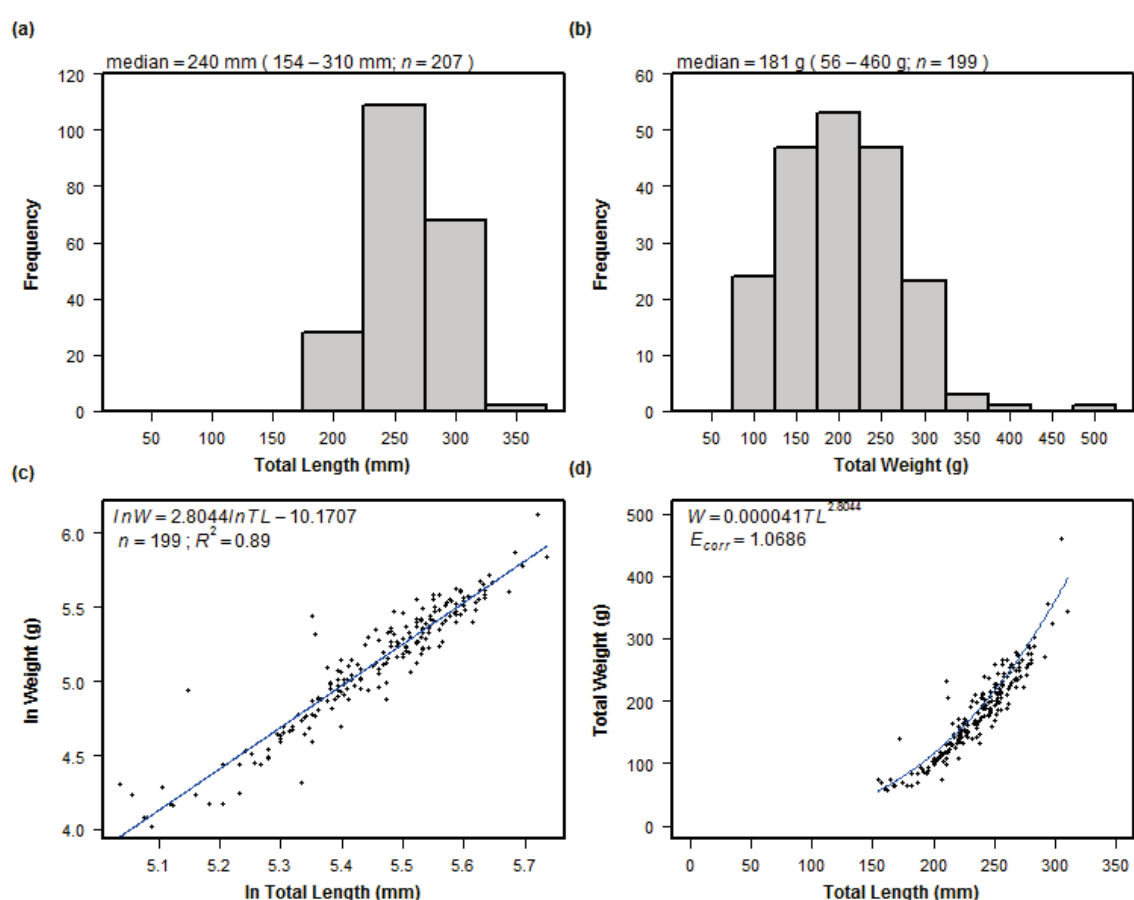 (a)
median = 240 mm ( 154 – 310 mm; n = 207 )
120
100
80
60
40
20
0
Frequency
50 100 150 200 250 300 350
Total Length (mm)
(b)
median = 181 g ( 56 – 460 g; n = 199 )
60
50
40
30
20
10
0
Frequency
50 100 150 200 250 300 350 400 450 500
Total Weight (g)
(c)
lnW = 2.8044lnTL – 10.1707
n = 199 ; R² = 0.89
6.0
5.5
5.0
4.5
4.0
ln Weight (g)
5.1 5.2 5.3 5.4 5.5 5.6 5.7
ln Total Length (mm)
(d)
W = 0.000041TL^2.8044
E_corr = 1.0686
500
400
300
200
100
0
Total Weight (g)
0 50 100 150 200 250 300 350
Total Length (mm)